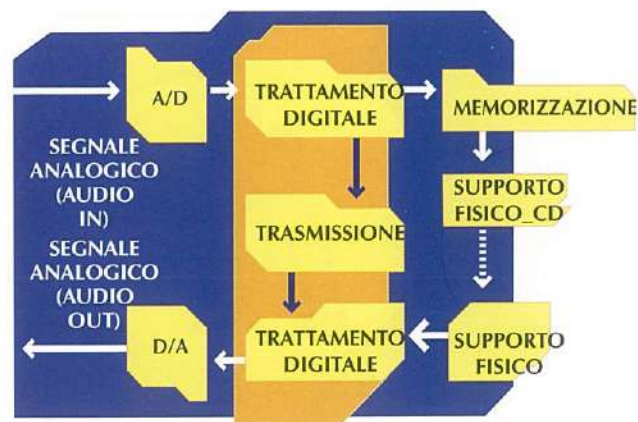 A/D
TRATTAMENTO
DIGITALE
MEMORIZZAZIONE
SEGNALE
ANALOGICO
(AUDIO
IN)
SUPPORTO
FISICO_CD
TRASMISSIONE
SEGNALE
ANALOGICO
(AUDIO
OUT)
D/A
TRATTAMENTO
DIGITALE
SUPPORTO
FISICO